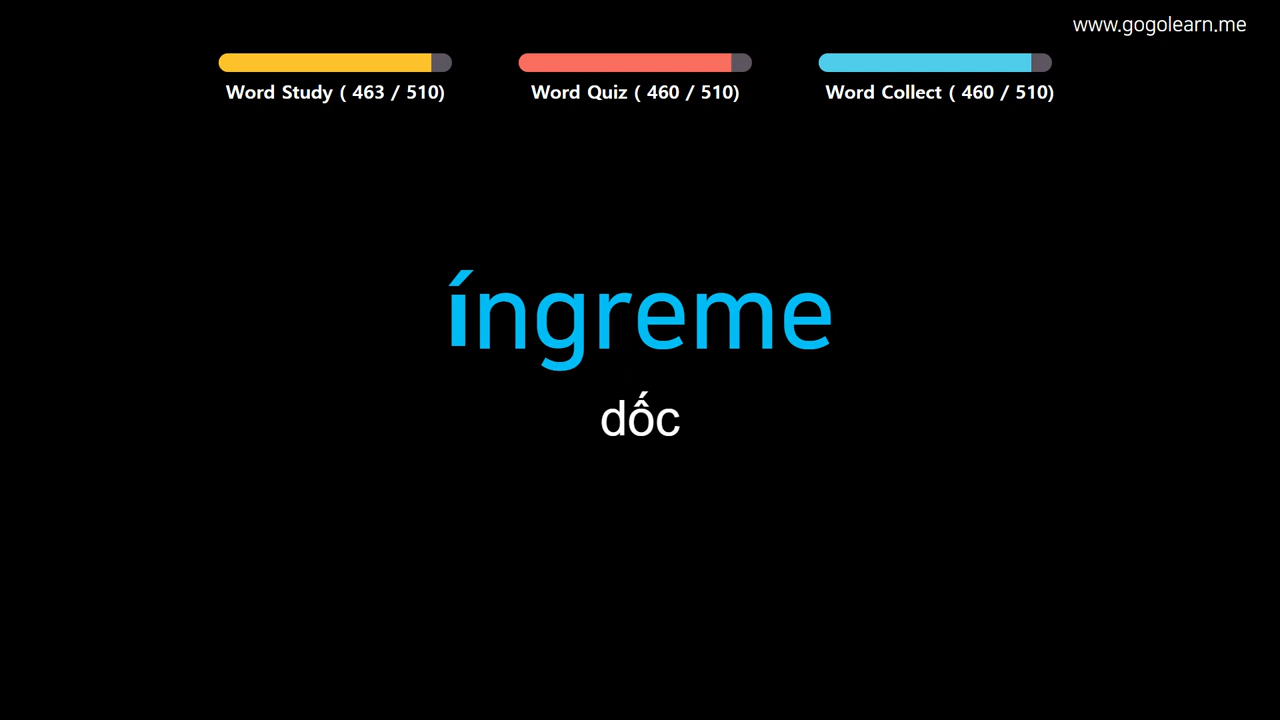 www.gogolearn.me
Word Study ( 463 / 510)
Word Quiz ( 460 / 510)
Word Collect ( 460 / 510)
íngreme
dốc